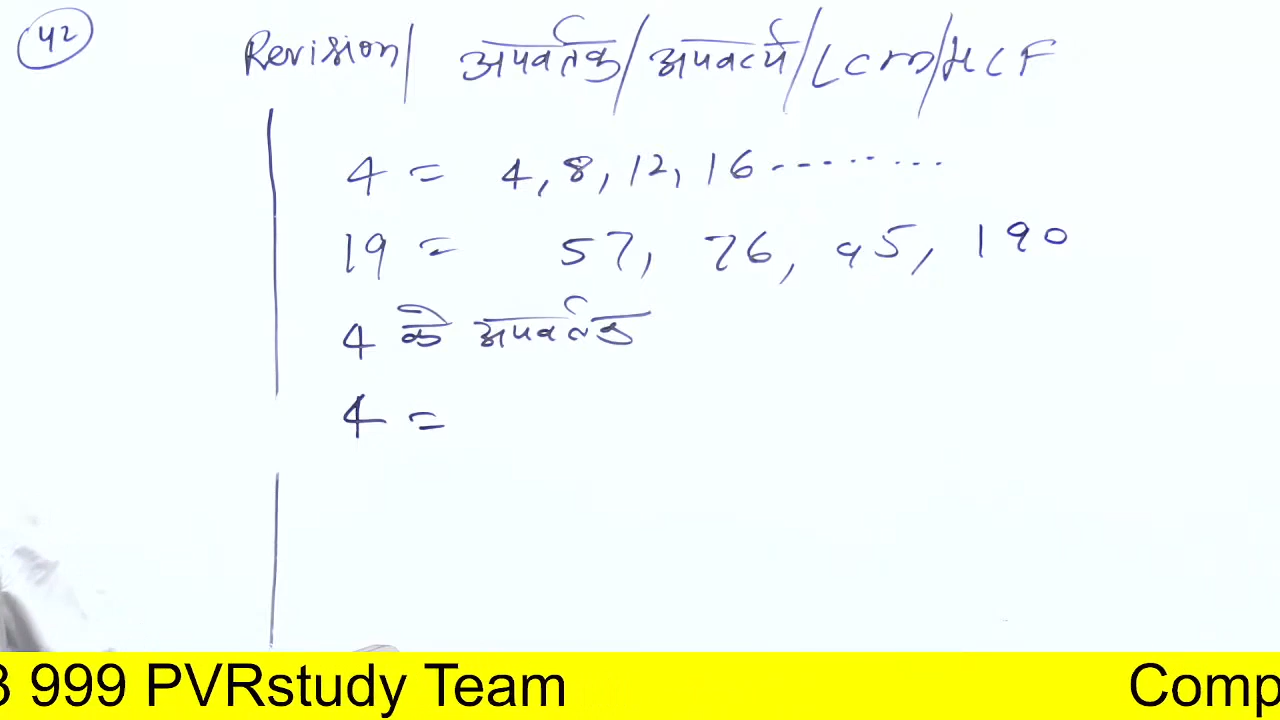 42
Revision/ अपवर्तक/अपवर्त्य/LCM/HCF
4 = 4, 8, 12, 16 ---------
19 = 57, 76, 95, 190
4 के अपवर्तक
4 =
3 999 PVRstudy Team Comp